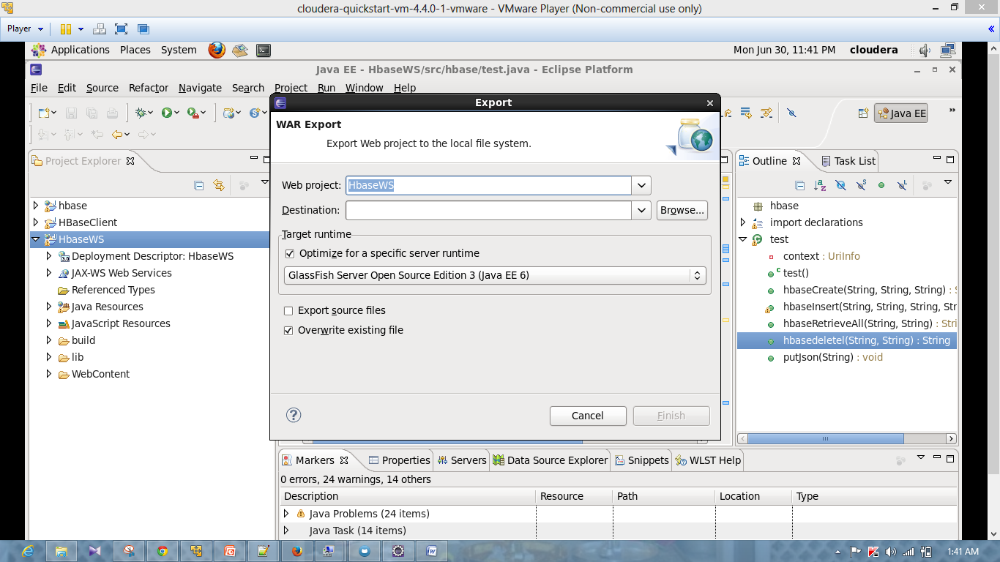 cloudera-quickstart-vm-4.4.0-1-vmware - VMware Player (Non-commercial use only)
Player
Applications Places System Mon Jun 30, 11:41 PM cloudera
Java EE - HbaseWS/src/hbase/test.java - Eclipse Platform
File Edit Source Refactor Navigate Search Project Run Window Help
Java EE
Export
WAR Export
Export Web project to the local file system.
Web project: HbaseWS
Destination: Browse...
Target runtime
Optimize for a specific server runtime
GlassFish Server Open Source Edition 3 (Java EE 6)
Export source files
Overwrite existing file
Cancel Finish
Project Explorer
hbase
HBaseClient
HbaseWS
Deployment Descriptor: HbaseWS
JAX-WS Web Services
Referenced Types
Java Resources
JavaScript Resources
build
lib
WebContent
Outline Task List
hbase
import declarations
test
context : UriInfo
test()
hbaseCreate(String, String, String) : S
hbaseInsert(String, String, String, Str
hbaseRetrieveAll(String, String) : Stri
hbasedeletel(String, String) : String
putJson(String) : void
Markers Properties Servers Data Source Explorer Snippets WLST Help
0 errors, 24 warnings, 14 others
Description Resource Path Location Type
Java Problems (24 items)
Java Task (14 items)
1:41 AM